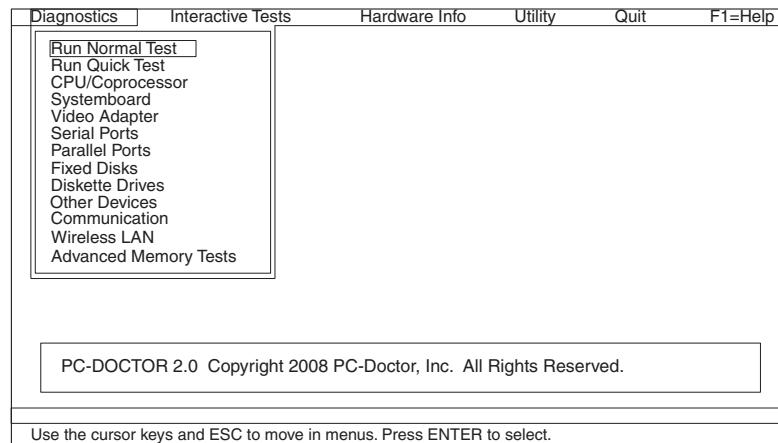 Diagnostics Interactive Tests Hardware Info Utility Quit F1=Help
Run Normal Test
Run Quick Test
CPU/Coprocessor
Systemboard
Video Adapter
Serial Ports
Parallel Ports
Fixed Disks
Diskette Drives
Other Devices
Communication
Wireless LAN
Advanced Memory Tests
PC-DOCTOR 2.0 Copyright 2008 PC-Doctor, Inc. All Rights Reserved.
Use the cursor keys and ESC to move in menus. Press ENTER to select.